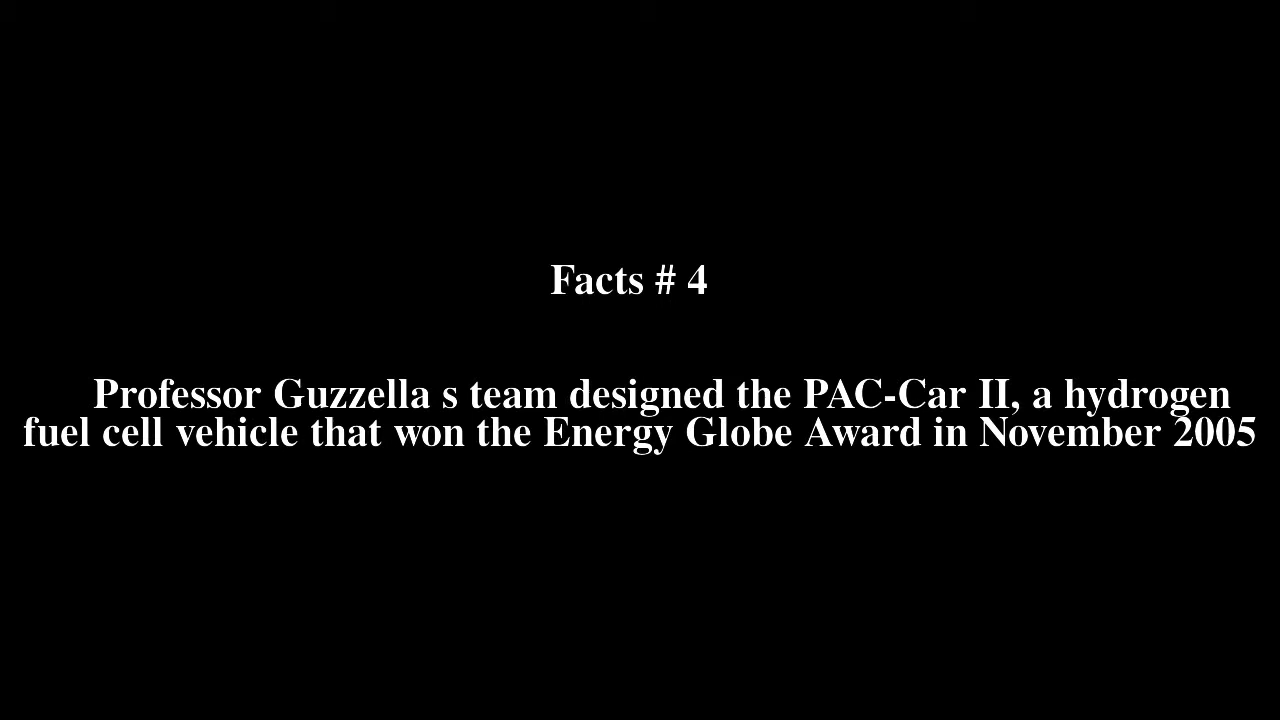 Facts # 4
Professor Guzzella s team designed the PAC-Car II, a hydrogen
fuel cell vehicle that won the Energy Globe Award in November 2005